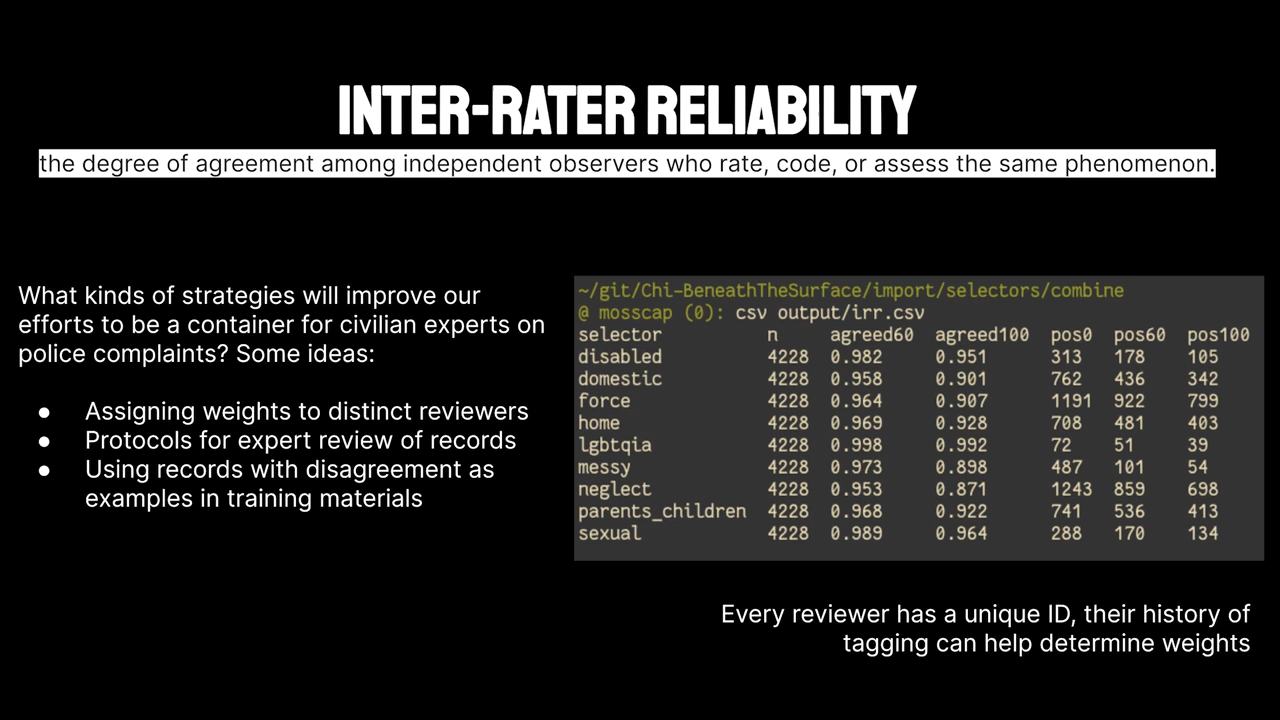 INTER-RATER RELIABILITY
the degree of agreement among independent observers who rate, code, or assess the same phenomenon.
What kinds of strategies will improve our
efforts to be a container for civilian experts on
police complaints? Some ideas:
● Assigning weights to distinct reviewers
● Protocols for expert review of records
● Using records with disagreement as
examples in training materials
~/git/Chi-BeneathTheSurface/import/selectors/combine
@ mosscap (0): csv output/irr.csv
selector n agreed60 agreed100 pos0 pos60 pos100
disabled 4228 0.982 0.951 313 178 105
domestic 4228 0.958 0.901 762 436 342
force 4228 0.964 0.907 1191 922 799
home 4228 0.969 0.928 708 481 403
lgbtqia 4228 0.998 0.992 72 51 39
messy 4228 0.973 0.898 487 101 54
neglect 4228 0.953 0.871 1243 859 698
parents_children 4228 0.968 0.922 741 536 413
sexual 4228 0.989 0.964 288 170 134
Every reviewer has a unique ID, their history of
tagging can help determine weights